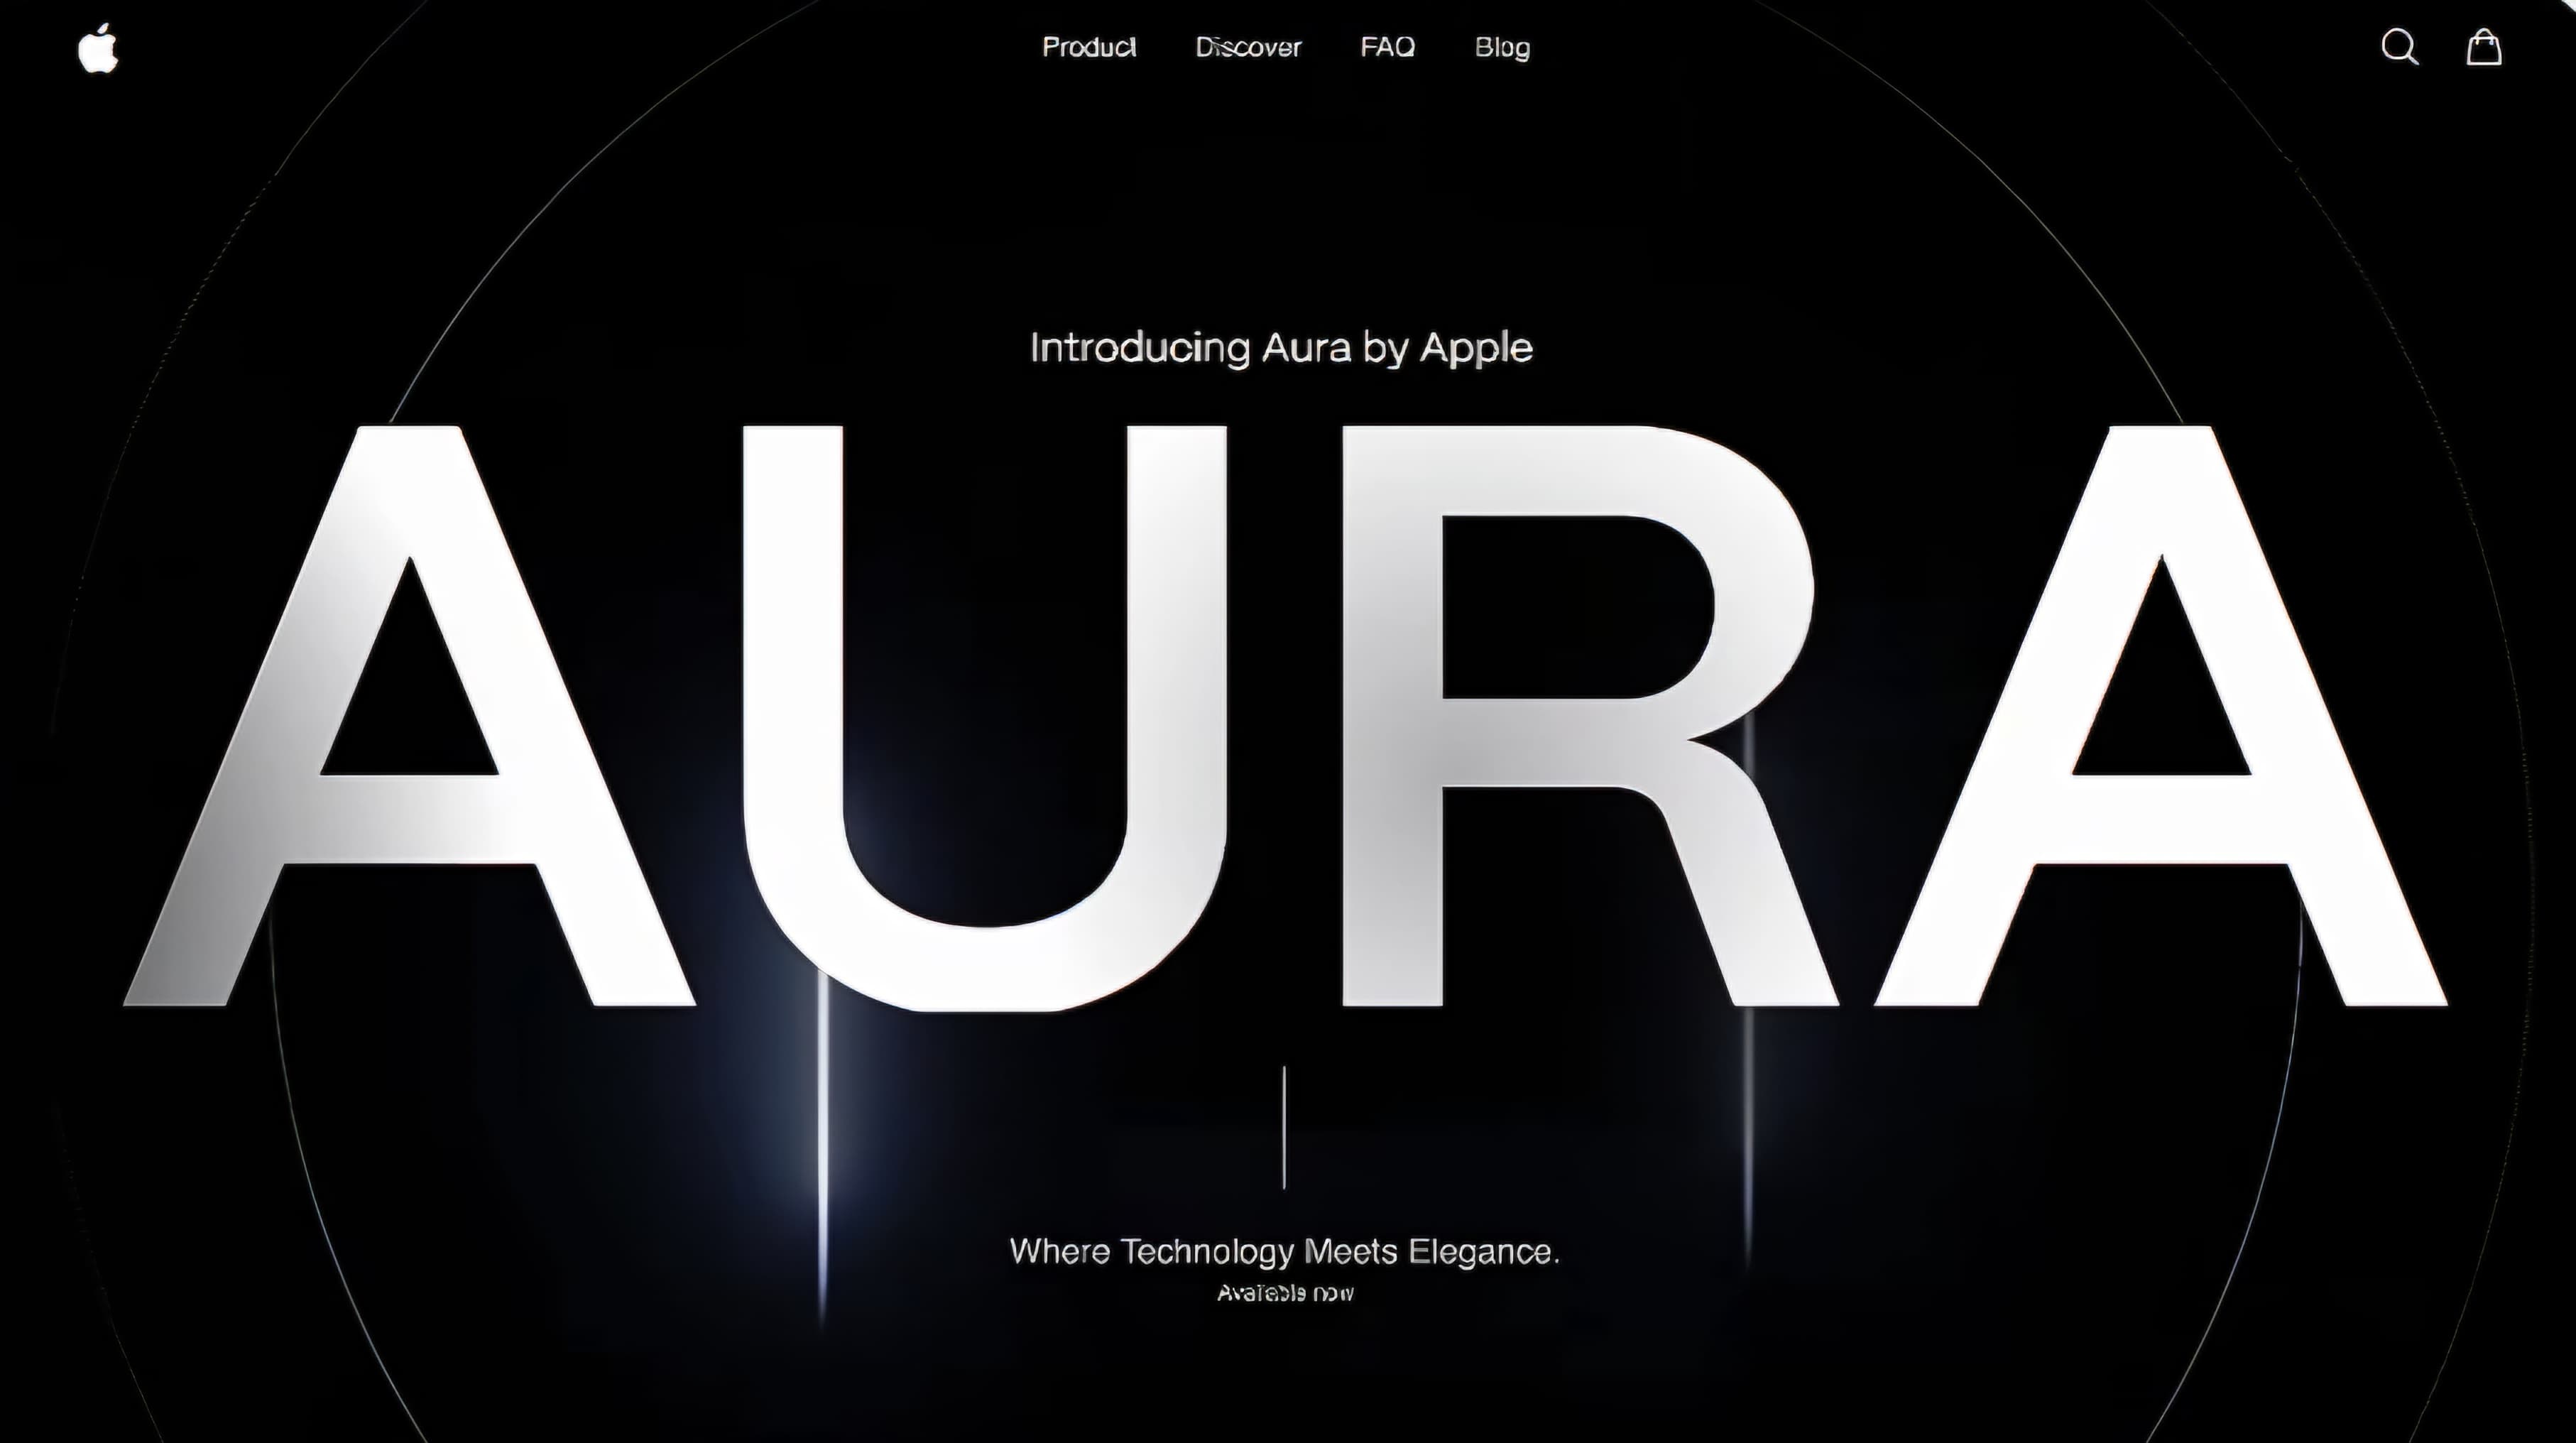 Product Discover FAQ Blog
Introducing Aura by Apple
AURA
Where Technology Meets Elegance.
Available now